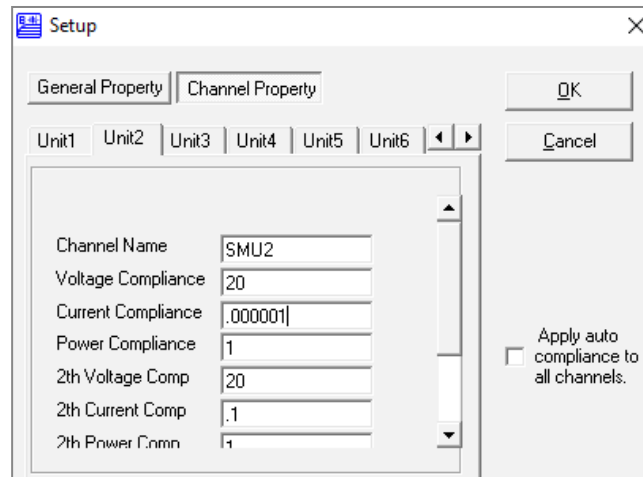 Setup
General Property Channel Property
OK
Unit1 Unit2 Unit3 Unit4 Unit5 Unit6
Cancel
Channel Name SMU2
Voltage Compliance 20
Current Compliance .000001
Power Compliance 1
2th Voltage Comp 20
2th Current Comp .1
2th Power Comp 1
Apply auto
compliance to
all channels.